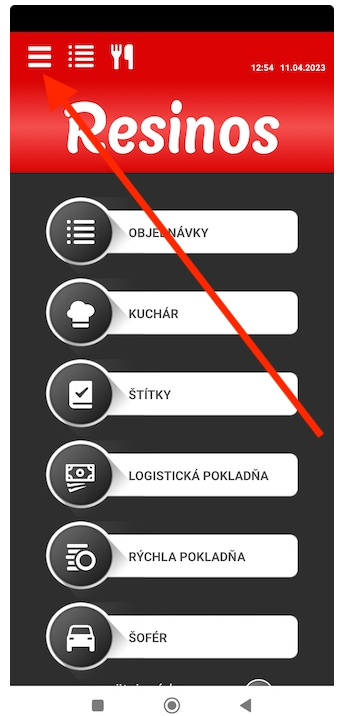 12:54 11.04.2023
Resinos
OBJEDNÁVKY
KUCHÁR
ŠTÍTKY
LOGISTICKÁ POKLADŇA
RÝCHLA POKLADŇA
ŠOFÉR